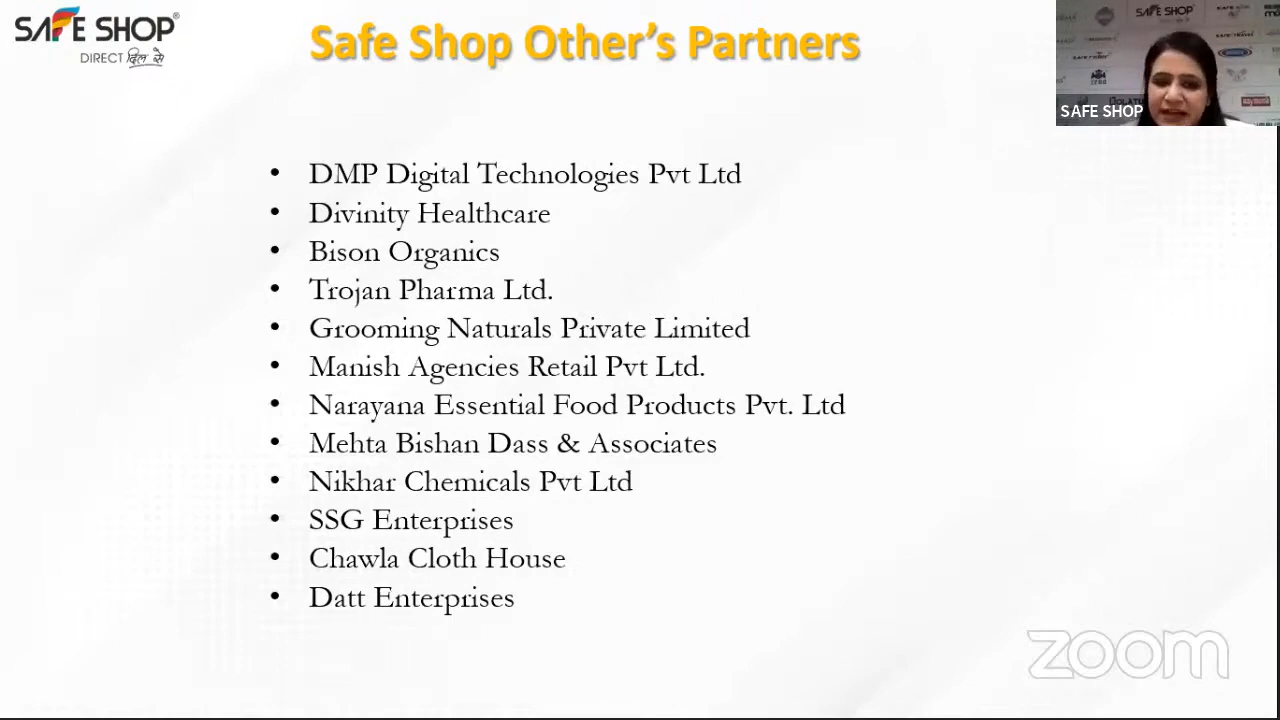 SAFE SHOP®
DIRECT दिल से
Safe Shop Other's Partners
SAFE SHOP
SAFE SHOP
• DMP Digital Technologies Pvt Ltd
• Divinity Healthcare
• Bison Organics
• Trojan Pharma Ltd.
• Grooming Naturals Private Limited
• Manish Agencies Retail Pvt Ltd.
• Narayana Essential Food Products Pvt. Ltd
• Mehta Bishan Dass & Associates
• Nikhar Chemicals Pvt Ltd
• SSG Enterprises
• Chawla Cloth House
• Datt Enterprises
zoom